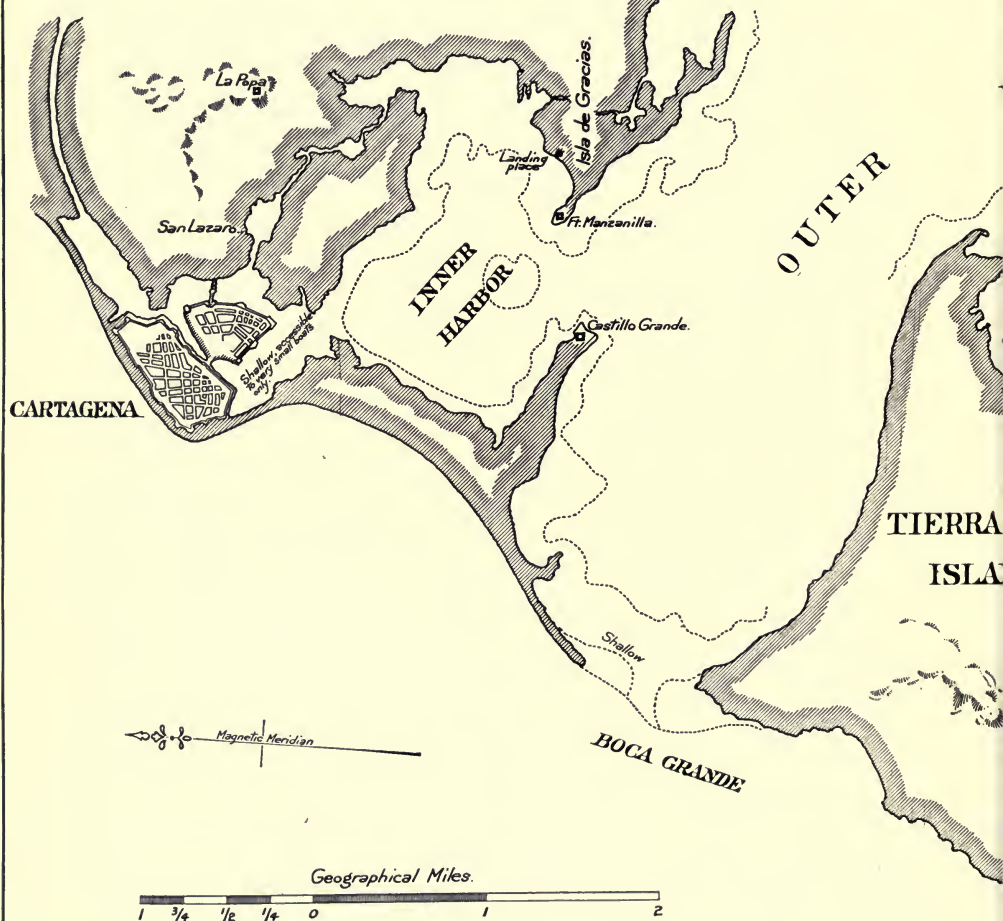 La Popa
Isla de Gracias.
Landing
place
Ft. Manzanilla.
San Lazaro.
OUTER
INNER
HARBOR
Castillo Grande.
Shallow, accessible
to very small boats
only.
CARTAGENA
TIERRA
ISLA
Shallow
Magnetic Meridian
BOCA GRANDE
Geographical Miles.
1 3/4 1/2 1/4 0 1 2